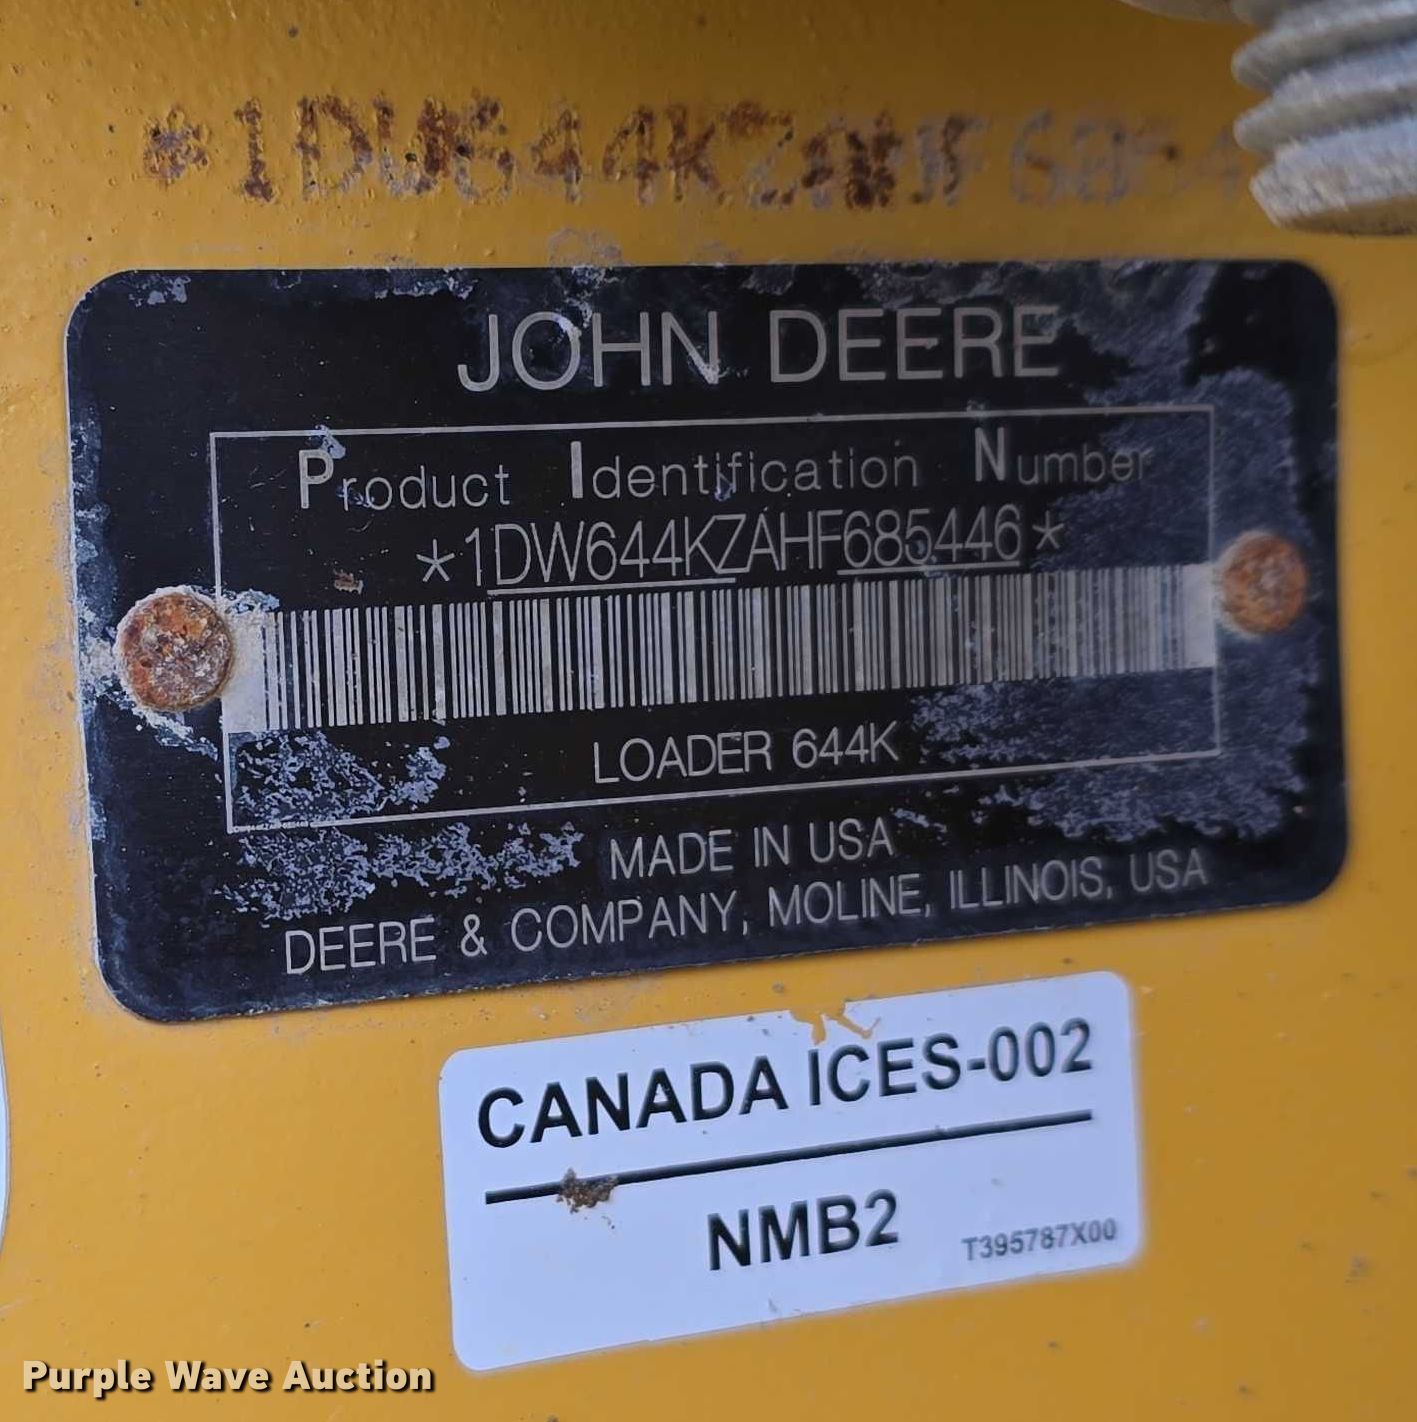 *1DW644KZAHF6854
JOHN DEERE
Product Identification Number
*1DW644KZAHF685446*
LOADER 644K
MADE IN USA
DEERE & COMPANY, MOLINE, ILLINOIS, USA
CANADA ICES-002
NMB2
T395787X00
Purple Wave Auction